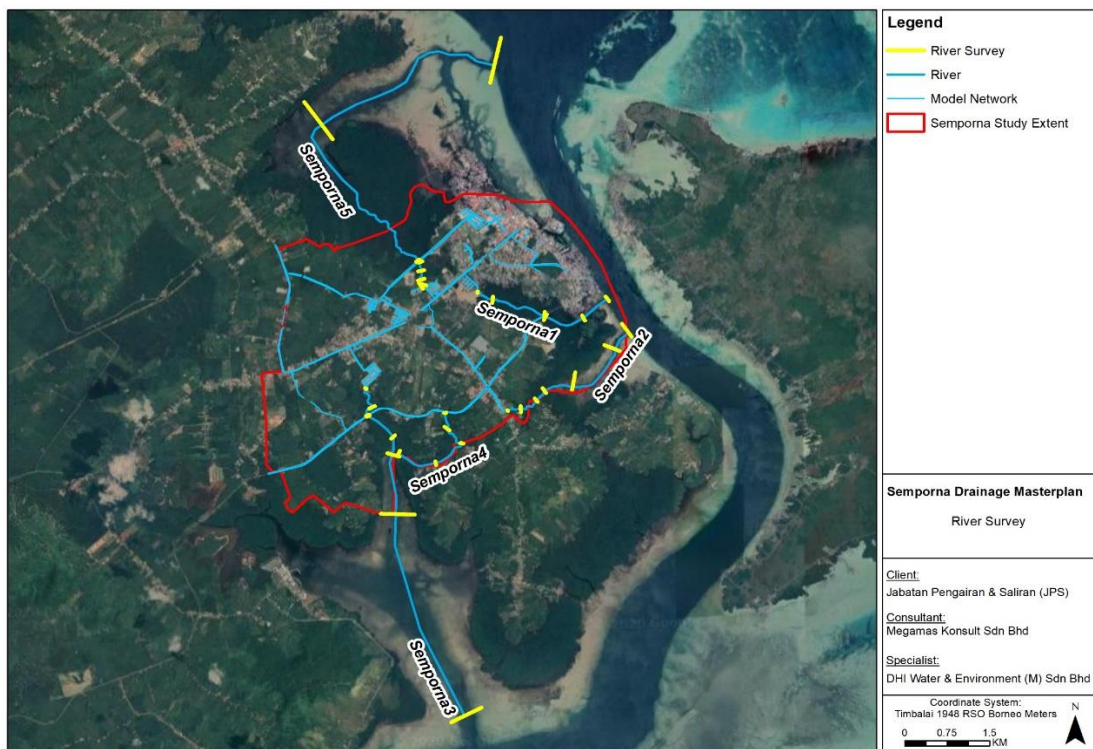 Semporna5
Semporna1
Semporna2
Semporna4
Semporna3
Legend
River Survey
River
Model Network
Semporna Study Extent
Semporna Drainage Masterplan
River Survey
Client:
Jabatan Pengairan & Saliran (JPS)
Consultant:
Megamas Konsult Sdn Bhd
Specialist:
DHI Water & Environment (M) Sdn Bhd
Coordinate System:
Timbalai 1948 RSO Borneo Meters
N
0 0.75 1.5
KM